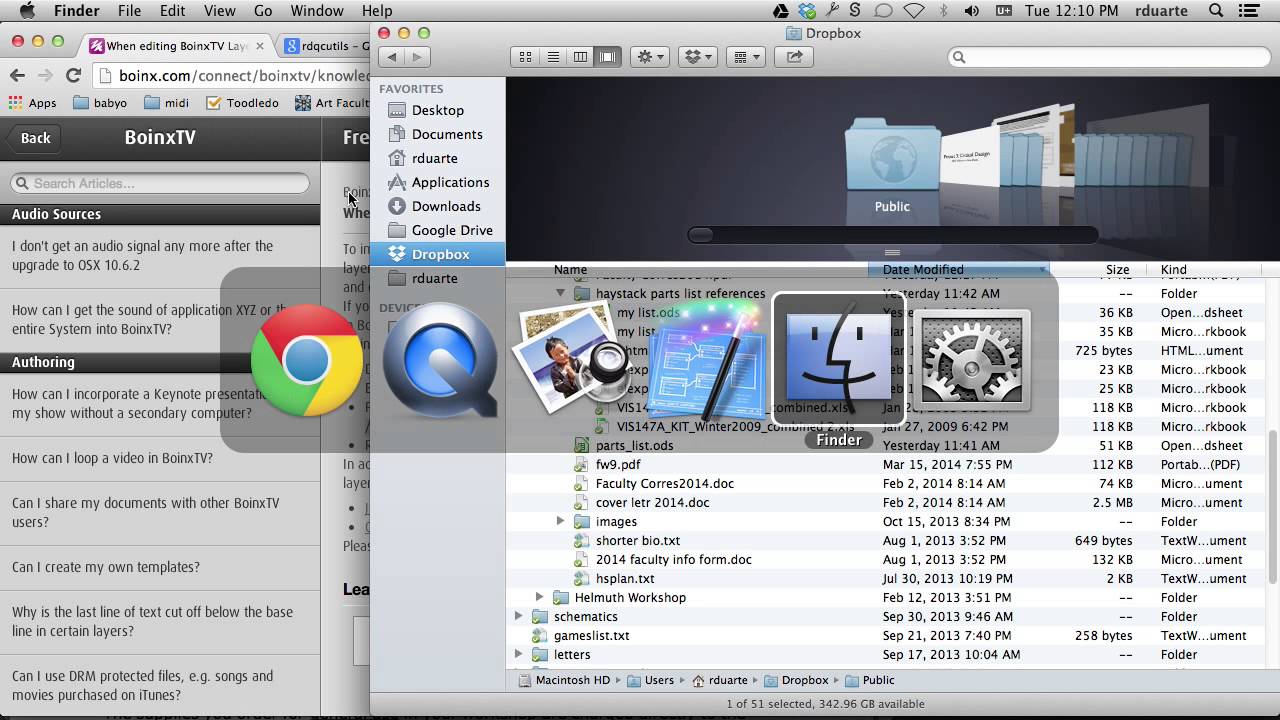 Finder File Edit View Go Window Help
Tue 12:10 PM rduarte
When editing BoinxTV Lay
rdqcutils - G
boinx.com/connect/boinxtv/knowle
Apps babyo midi Toodledo Art Facult
Back
BoinxTV
Fre
Search Articles...
Audio Sources
I don't get an audio signal any more after the
upgrade to OSX 10.6.2
How can I get the sound of application XYZ or th
entire System into BoinxTV?
Authoring
How can I incorporate a Keynote presentati
my show without a secondary computer?
How can I loop a video in BoinxTV?
Can I share my documents with other BoinxTV
users?
Can I create my own templates?
Why is the last line of text cut off below the base
line in certain layers?
Can I use DRM protected files, e.g. songs and
movies purchased on iTunes?
Boinx
Whe
To in
layer
If yo
In ac
layer
Pleas
Lea
Dropbox
FAVORITES
Desktop
Documents
rduarte
Applications
Downloads
Google Drive
Dropbox
rduarte
DEVIC
Public
Name Date Modified Size Kind
haystack parts list references Yesterday 11:42 AM -- Folder
my list.ods 36 KB Open...dsheet
my list 35 KB Micro...rkbook
725 bytes HTML...ument
23 KB Micro...rkbook
25 KB Micro...rkbook
VIS147A_KIT_Winter2009_combined.xls 118 KB Micro...rkbook
VIS147A_KIT_Winter2009_combined 2.xls Jan 27, 2009 6:42 PM 118 KB Micro...rkbook
parts_list.ods Yesterday 11:41 AM 51 KB Open...dsheet
fw9.pdf Mar 15, 2014 7:55 PM 112 KB Portab...(PDF)
Faculty Corres2014.doc Feb 2, 2014 8:14 AM 74 KB Micro...ument
cover letr 2014.doc Feb 2, 2014 8:14 AM 2.5 MB Micro...ument
images Oct 15, 2013 8:34 PM -- Folder
shorter bio.txt Aug 1, 2013 3:52 PM 649 bytes TextW...ument
2014 faculty info form.doc Aug 1, 2013 3:52 PM 132 KB Micro...ument
hsplan.txt Jul 30, 2013 10:19 PM 2 KB TextW...ument
Helmuth Workshop Feb 12, 2013 3:51 PM -- Folder
schematics Sep 30, 2013 9:46 AM -- Folder
gameslist.txt Sep 21, 2013 7:40 PM 258 bytes TextW...ument
letters Sep 17, 2013 10:04 AM -- Folder
Finder
Macintosh HD Users rduarte Dropbox Public
1 of 51 selected, 342.96 GB available